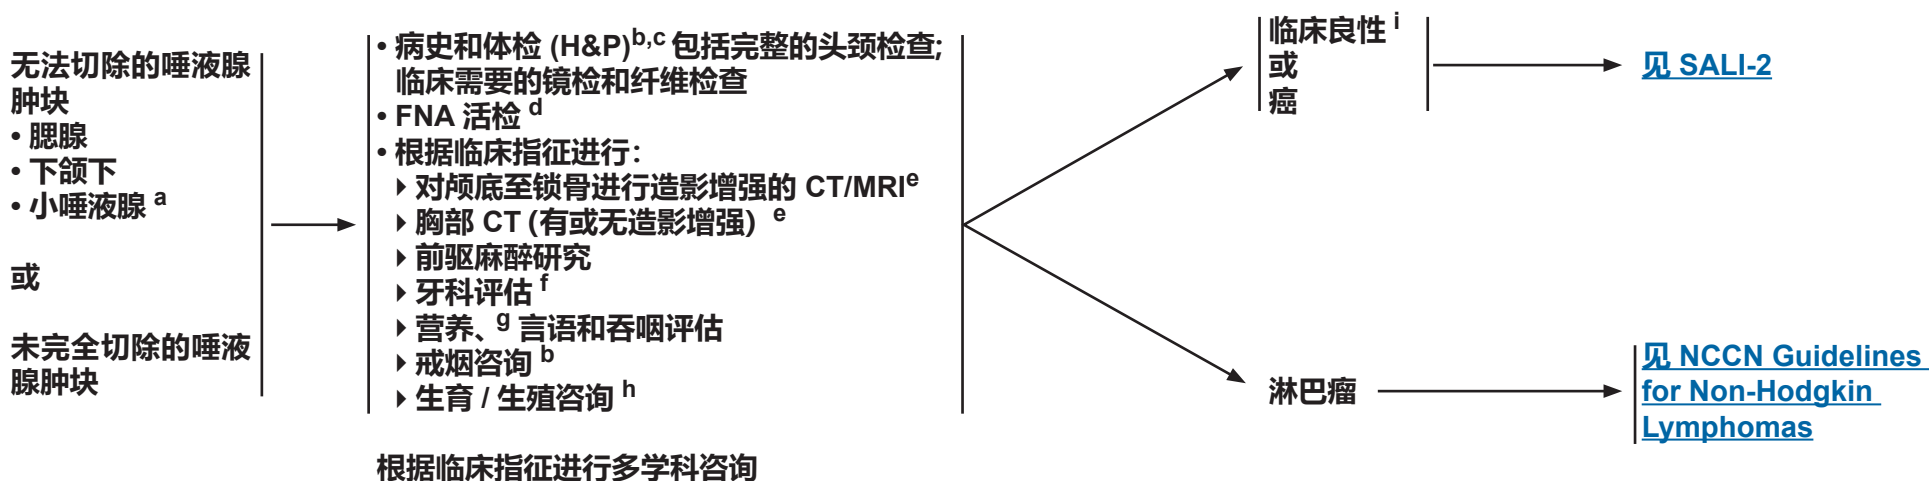 无法切除的唾液腺
肿块
• 腮腺
• 下颌下
• 小唾液腺 a
或
未完全切除的唾液
腺肿块
• 病史和体检 (H&P)b,c 包括完整的头颈检查;
临床需要的镜检和纤维检查
• FNA 活检 d
• 根据临床指征进行:
对颅底至锁骨进行造影增强的 CT/MRIe
胸部 CT (有或无造影增强) e
前驱麻醉研究
牙科评估 f
营养、g 言语和吞咽评估
戒烟咨询 b
生育 / 生殖咨询 h
根据临床指征进行多学科咨询
临床良性 i
或
癌
见 SALI-2
淋巴瘤
见 NCCN Guidelines
for Non-Hodgkin
Lymphomas